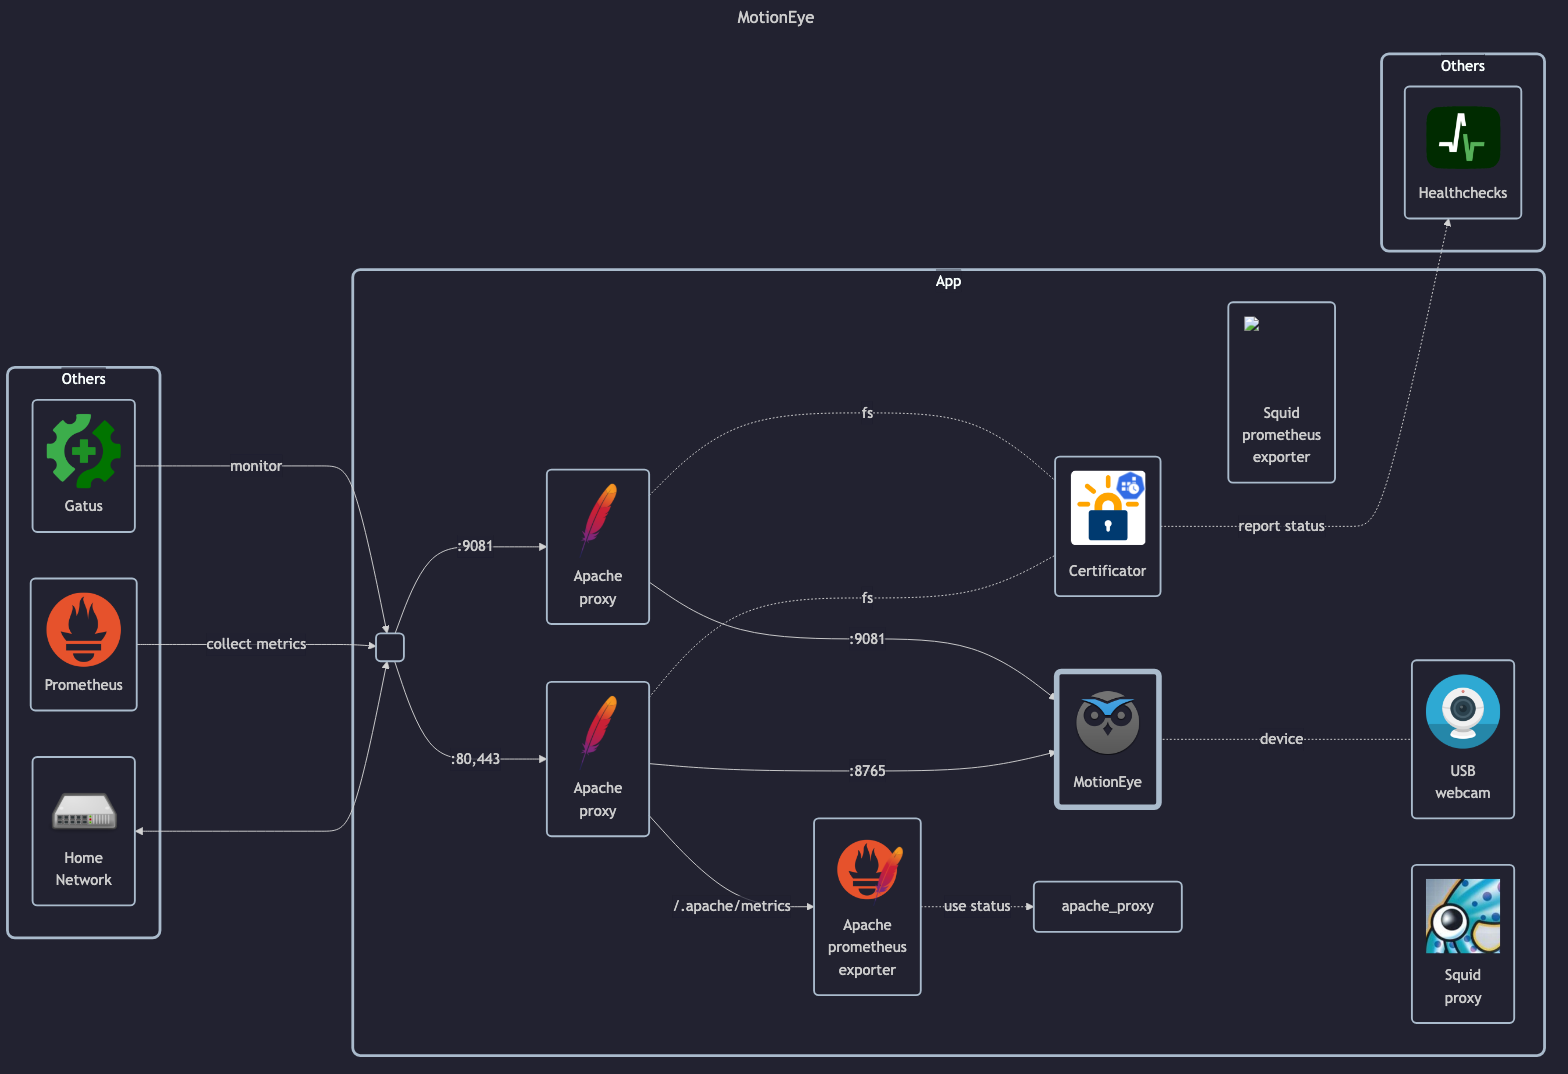 MotionEye
Others
Healthchecks
App
Squid
prometheus
exporter
Others
Gatus
monitor
Prometheus
collect metrics
Home
Network
:9081
Apache
proxy
:80,443
Apache
proxy
fs
fs
:9081
:8765
/.apache/metrics
Certificator
report status
MotionEye
device
USB
webcam
Apache
prometheus
exporter
use status
apache_proxy
Squid
proxy